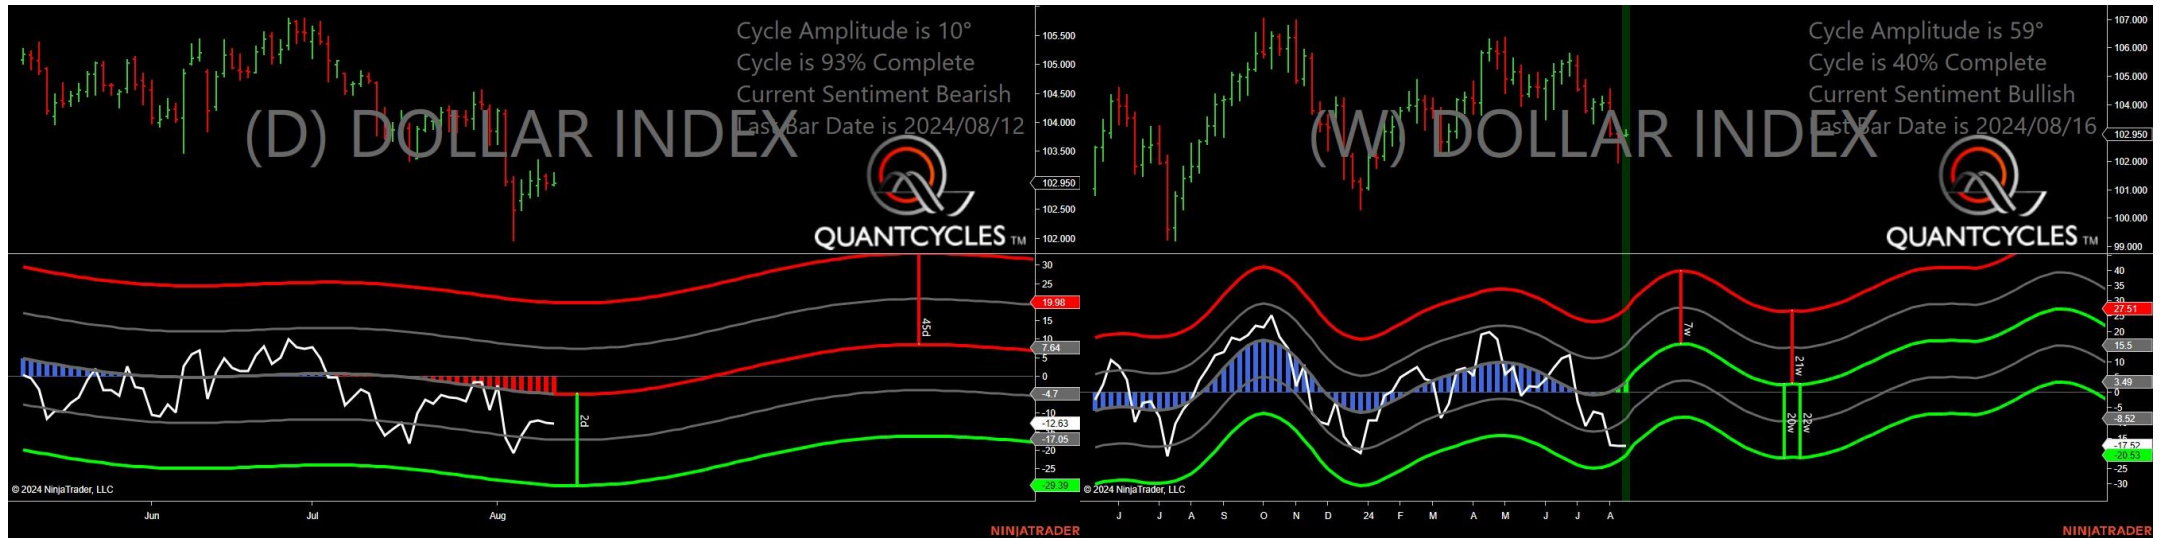 Cycle Amplitude is 10°
Cycle is 93% Complete
Current Sentiment Bearish
Last Bar Date is 2024/08/12
(D) DOLLAR INDEX
QUANTCYCLES TM
105.500
105.000
104.500
104.000
103.500
102.950
102.500
102.000
30
25
19.98
15
10
7.64
5
0
-4.7
-10
-12.63
-17.05
-20
-25
-29.39
45d
2d
© 2024 NinjaTrader, LLC
Jun Jul Aug
NINJATRADER
Cycle Amplitude is 59°
Cycle is 40% Complete
Current Sentiment Bullish
Last Bar Date is 2024/08/16
(W) DOLLAR INDEX
QUANTCYCLES TM
107.000
106.000
105.000
104.000
102.950
102.000
101.000
100.000
99.000
40
35
27.51
25
20
15.5
10
3.49
0
-5
-8.52
-17.52
-20.53
-25
-30
7w
21w
20w
22w
© 2024 NinjaTrader, LLC
J J A S O N D 24 F M A M J J A
NINJATRADER